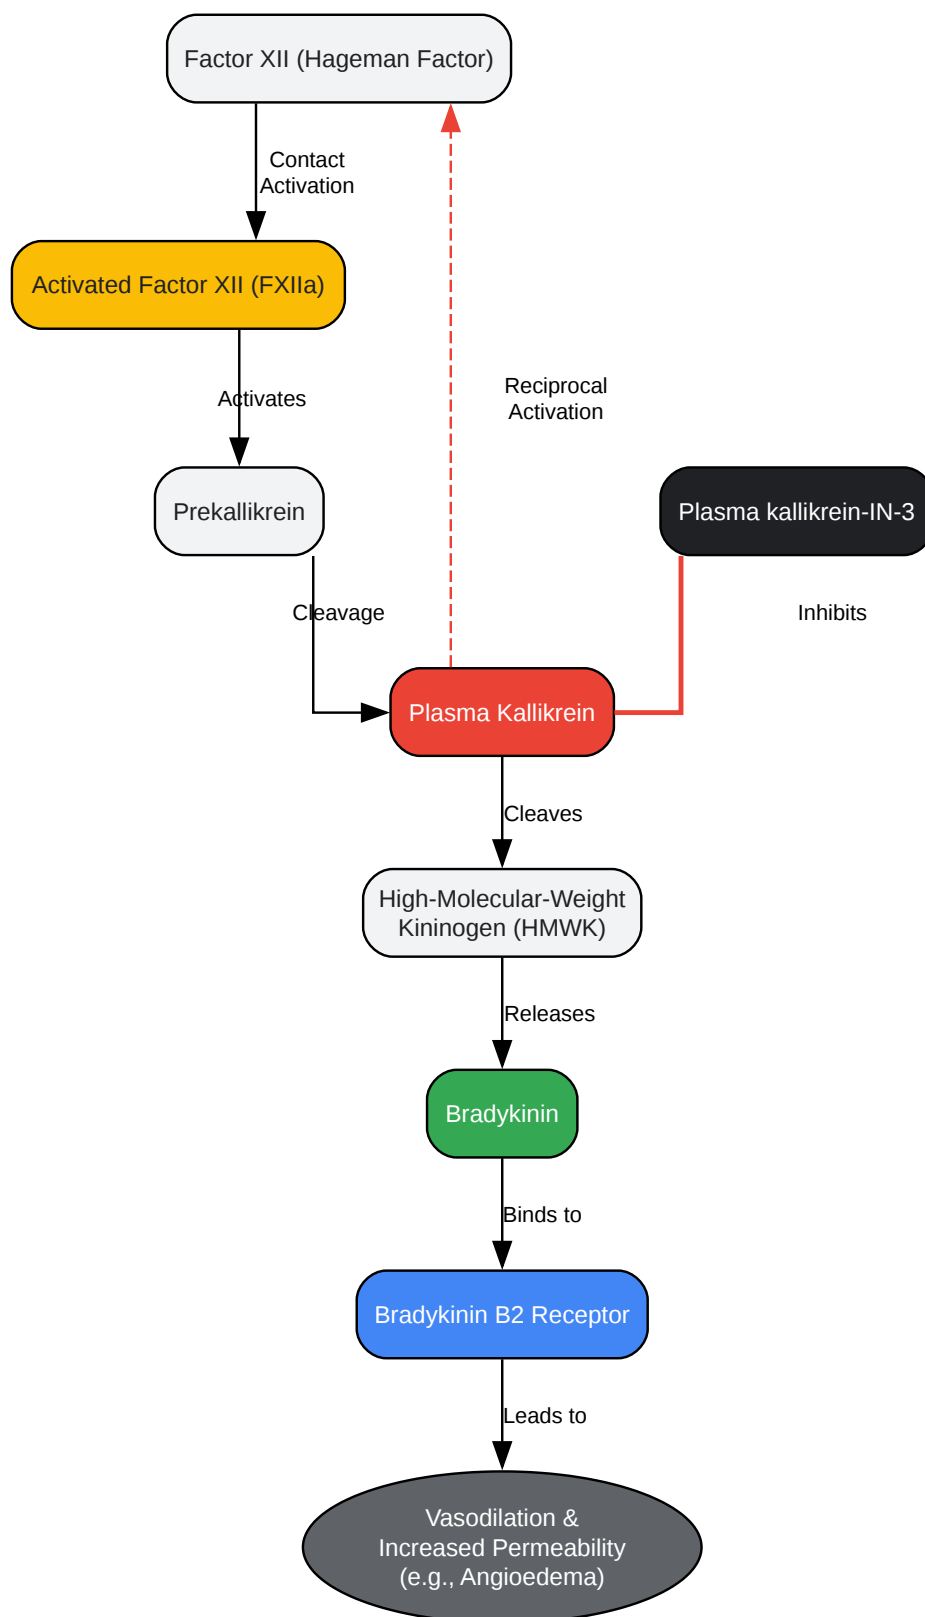 Factor XII (Hageman Factor)
Contact
Activation
Activated Factor XII (FXIIa)
Reciprocal
Activation
Activates
Prekallikrein
Plasma kallikrein-IN-3
Cleavage
Inhibits
Plasma Kallikrein
Cleaves
High-Molecular-Weight
Kininogen (HMWK)
Releases
Bradykinin
Binds to
Bradykinin B2 Receptor
Leads to
Vasodilation &
Increased Permeability
(e.g., Angioedema)